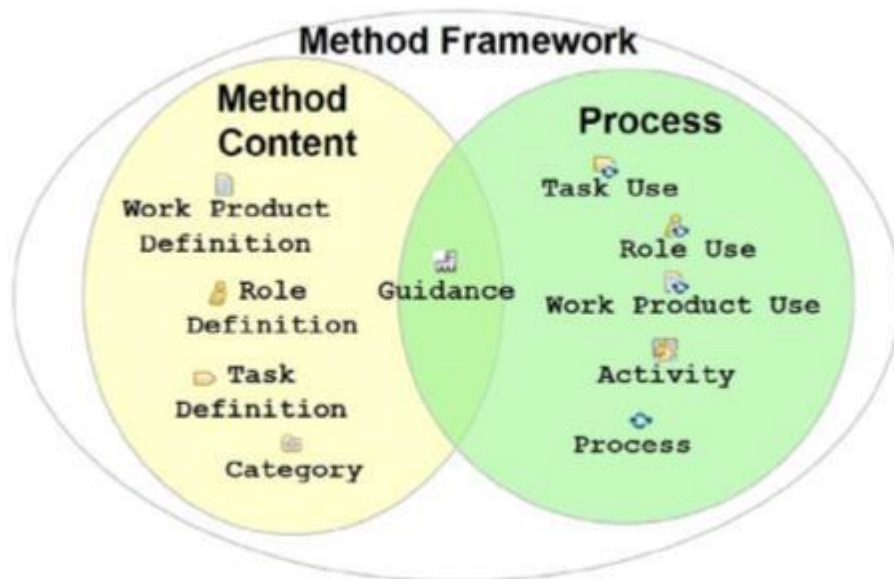 Method Framework
Method
Content
Work Product
Definition
Role
Definition
Task
Definition
Category
Guidance
Process
Task Use
Role Use
Work Product Use
Activity
Process